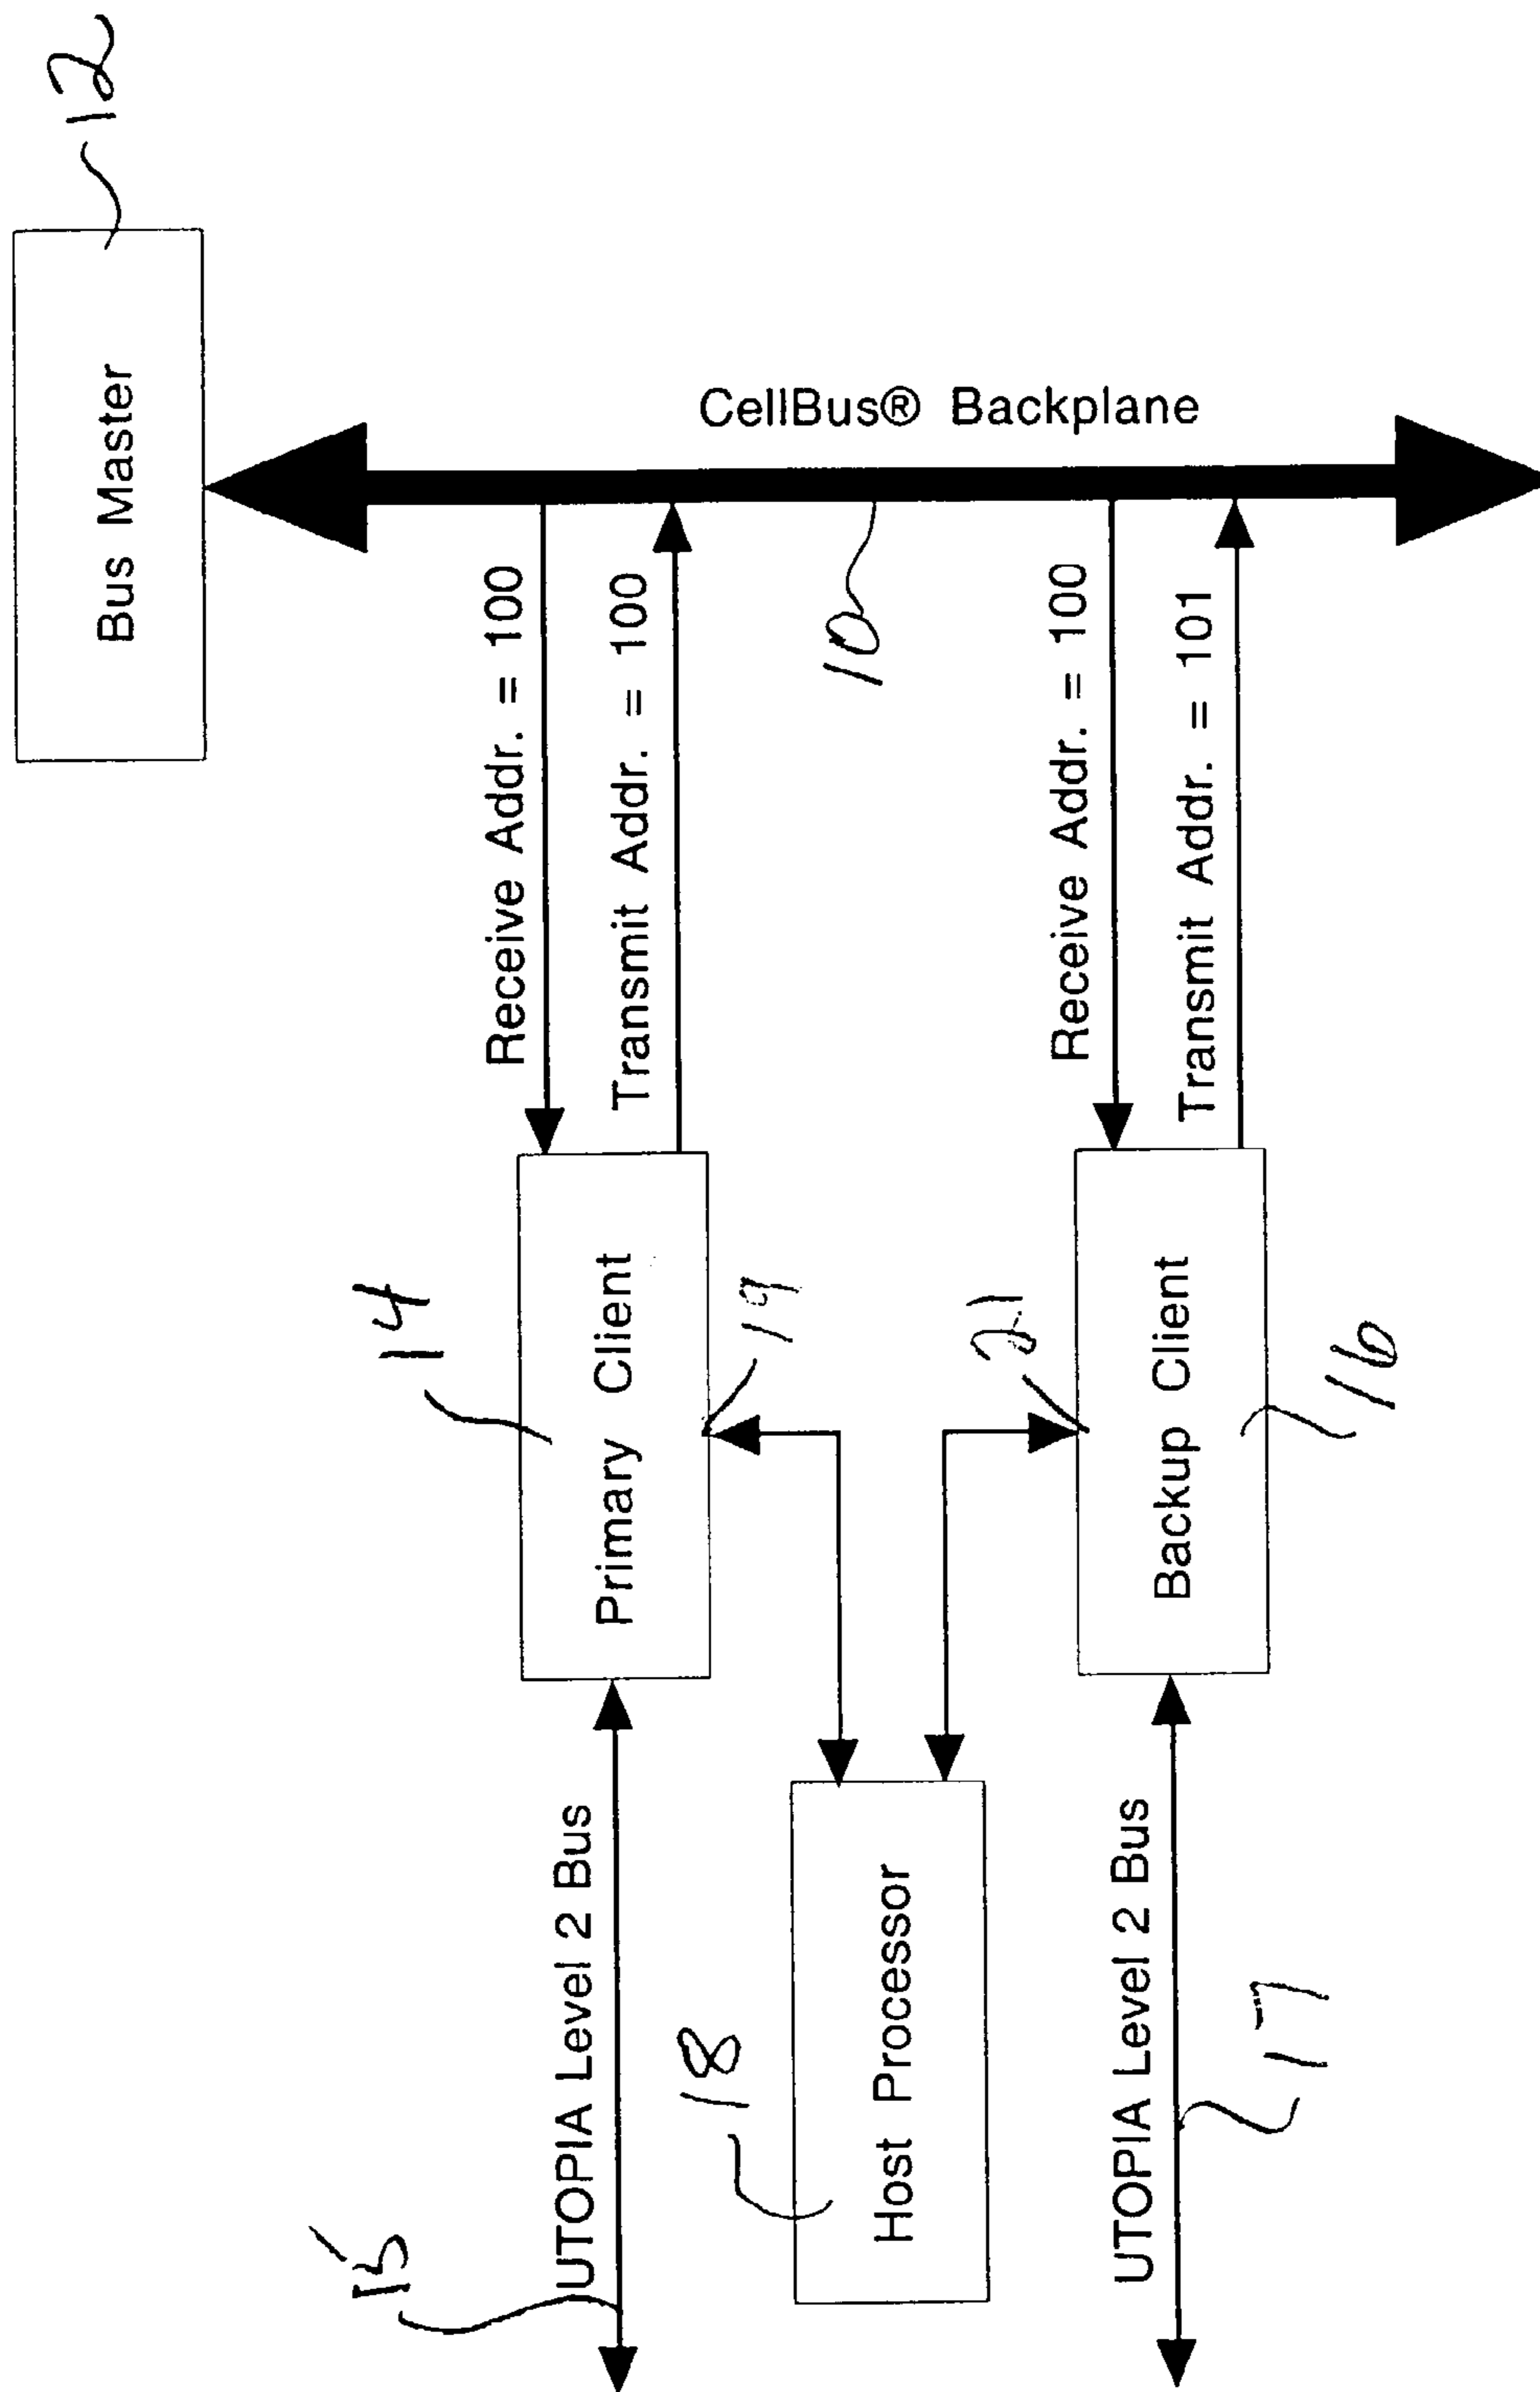 12
Bus Master
CellBus® Backplane
Receive Addr. = 100
Transmit Addr. = 100
10
Receive Addr. = 100
Transmit Addr. = 101
14
Primary Client
19
21
Backup Client
16
15
UTOPIA Level 2 Bus
18
Host Processor
UTOPIA Level 2 Bus
17